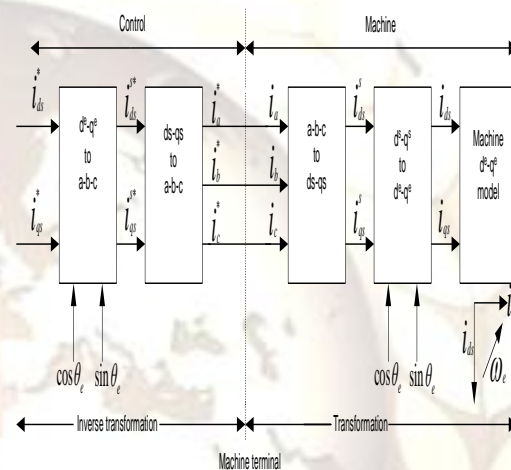 Control
Machine
i*ds
i*qs
dᵉ-qᵉ
to
a-b-c
iˢ*ds
iˢ*qs
ds-qs
to
a-b-c
i*a
i*b
i*c
ia
ib
ic
a-b-c
to
ds-qs
iˢds
iˢqs
dˢ-qˢ
to
dᵉ-qᵉ
ids
iqs
Machine
dᵉ-qᵉ
model
cosθe
sinθe
cosθe
sinθe
ids
i
ωe
Inverse transformation
Transformation
Machine terminal